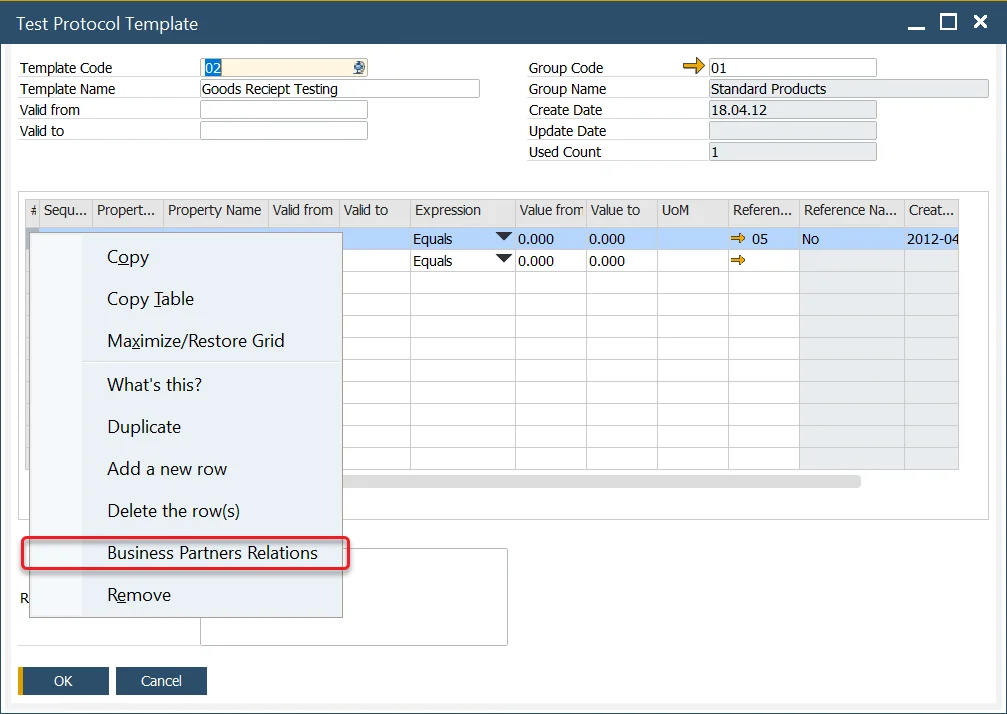 Test Protocol Template
Template Code 02
Template Name Goods Reciept Testing
Valid from
Valid to
Group Code 01
Group Name Standard Products
Create Date 18.04.12
Update Date
Used Count 1
# Sequ... Propert... Property Name Valid from Valid to Expression Value from Value to UoM Referen... Reference Na... Creat...
Equals 0.000 0.000 05 No 2012-04
Equals 0.000 0.000
Copy
Copy Table
Maximize/Restore Grid
What's this?
Duplicate
Add a new row
Delete the row(s)
Business Partners Relations
Remove
R
OK Cancel